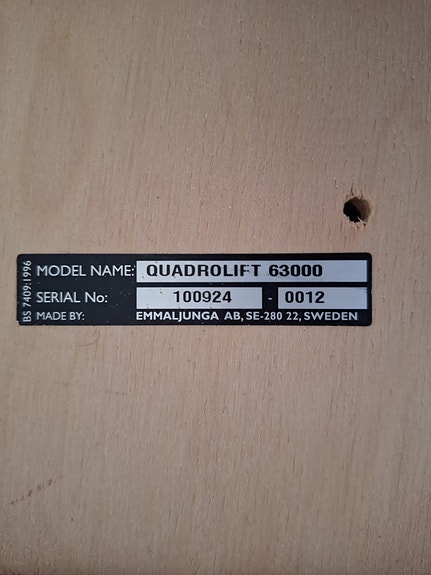 BS 7409:1996
MODEL NAME: QUADROLIFT 63000
SERIAL No: 100924 - 0012
MADE BY: EMMALJUNGA AB, SE-280 22, SWEDEN